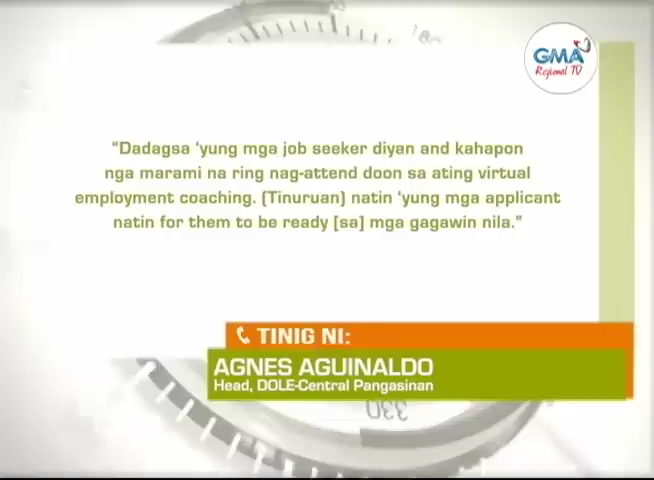 GMA
Regional TV
“Dadagsa ‘yung mga job seeker diyan and kahapon
nga marami na ring nag-attend doon sa ating virtual
employment coaching. (Tinuruan) natin ‘yung mga applicant
natin for them to be ready [sa] mga gagawin nila.”
TINIG NI:
AGNES AGUINALDO
Head, DOLE-Central Pangasinan
330